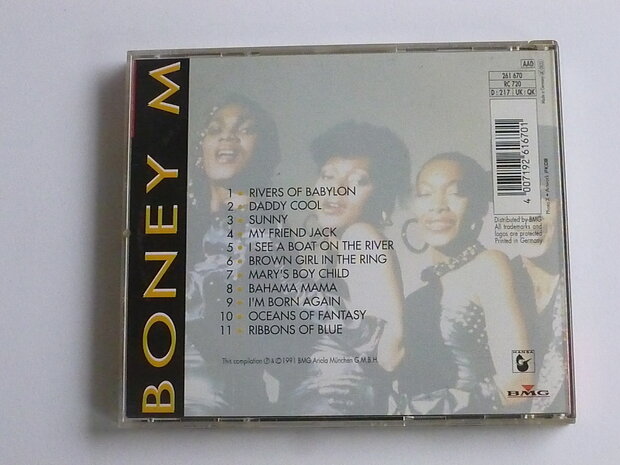 BONEY M
AAD
261 670
RC 720
D : 217 UK : QK
4 007192 616701
Distributed by BMG
All trademarks and
logos are protected
Printed in Germany
1 • RIVERS OF BABYLON
2 • DADDY COOL
3 • SUNNY
4 • MY FRIEND JACK
5 • I SEE A BOAT ON THE RIVER
6 • BROWN GIRL IN THE RING
7 • MARY'S BOY CHILD
8 • BAHAMA MAMA
9 • I'M BORN AGAIN
10 • OCEANS OF FANTASY
11 • RIBBONS OF BLUE
This compilation ℗ & © 1991 BMG Ariola München G.M.B.H.
HANSA
BMG